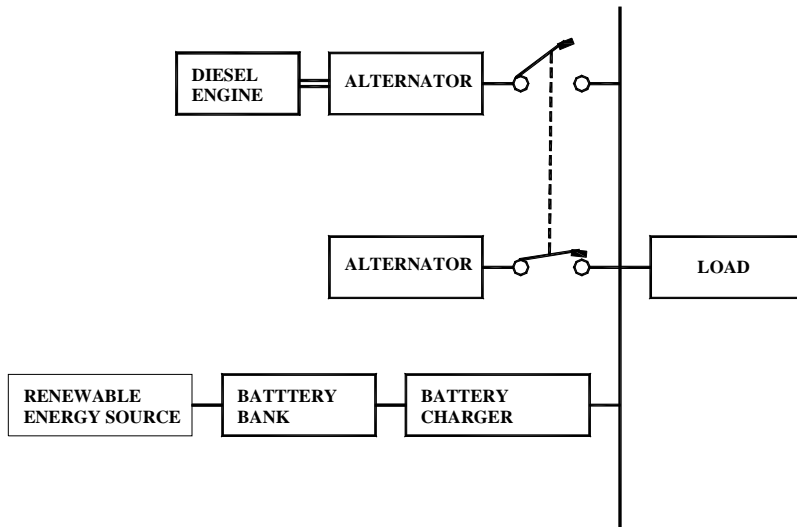 DIESEL
ENGINE
ALTERNATOR
ALTERNATOR
LOAD
RENEWABLE
ENERGY SOURCE
BATTTERY
BANK
BATTERY
CHARGER